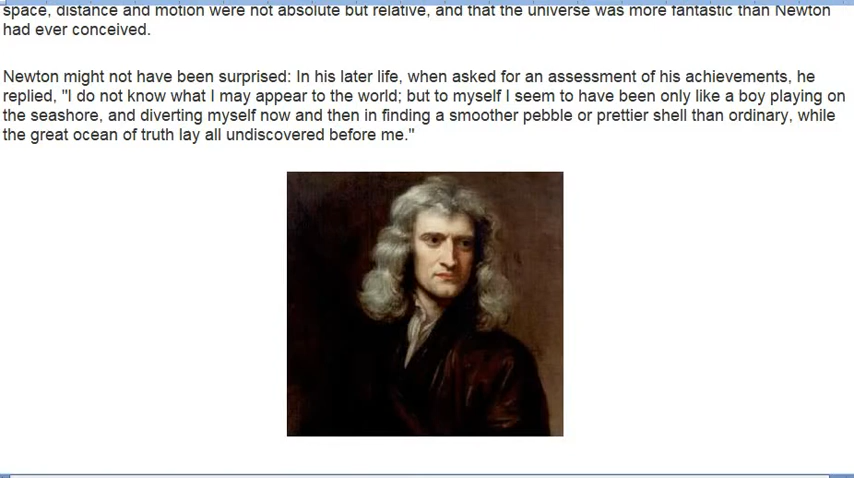 space, distance and motion were not absolute but relative, and that the universe was more fantastic than Newton
had ever conceived.
Newton might not have been surprised: In his later life, when asked for an assessment of his achievements, he
replied, "I do not know what I may appear to the world; but to myself I seem to have been only like a boy playing on
the seashore, and diverting myself now and then in finding a smoother pebble or prettier shell than ordinary, while
the great ocean of truth lay all undiscovered before me."